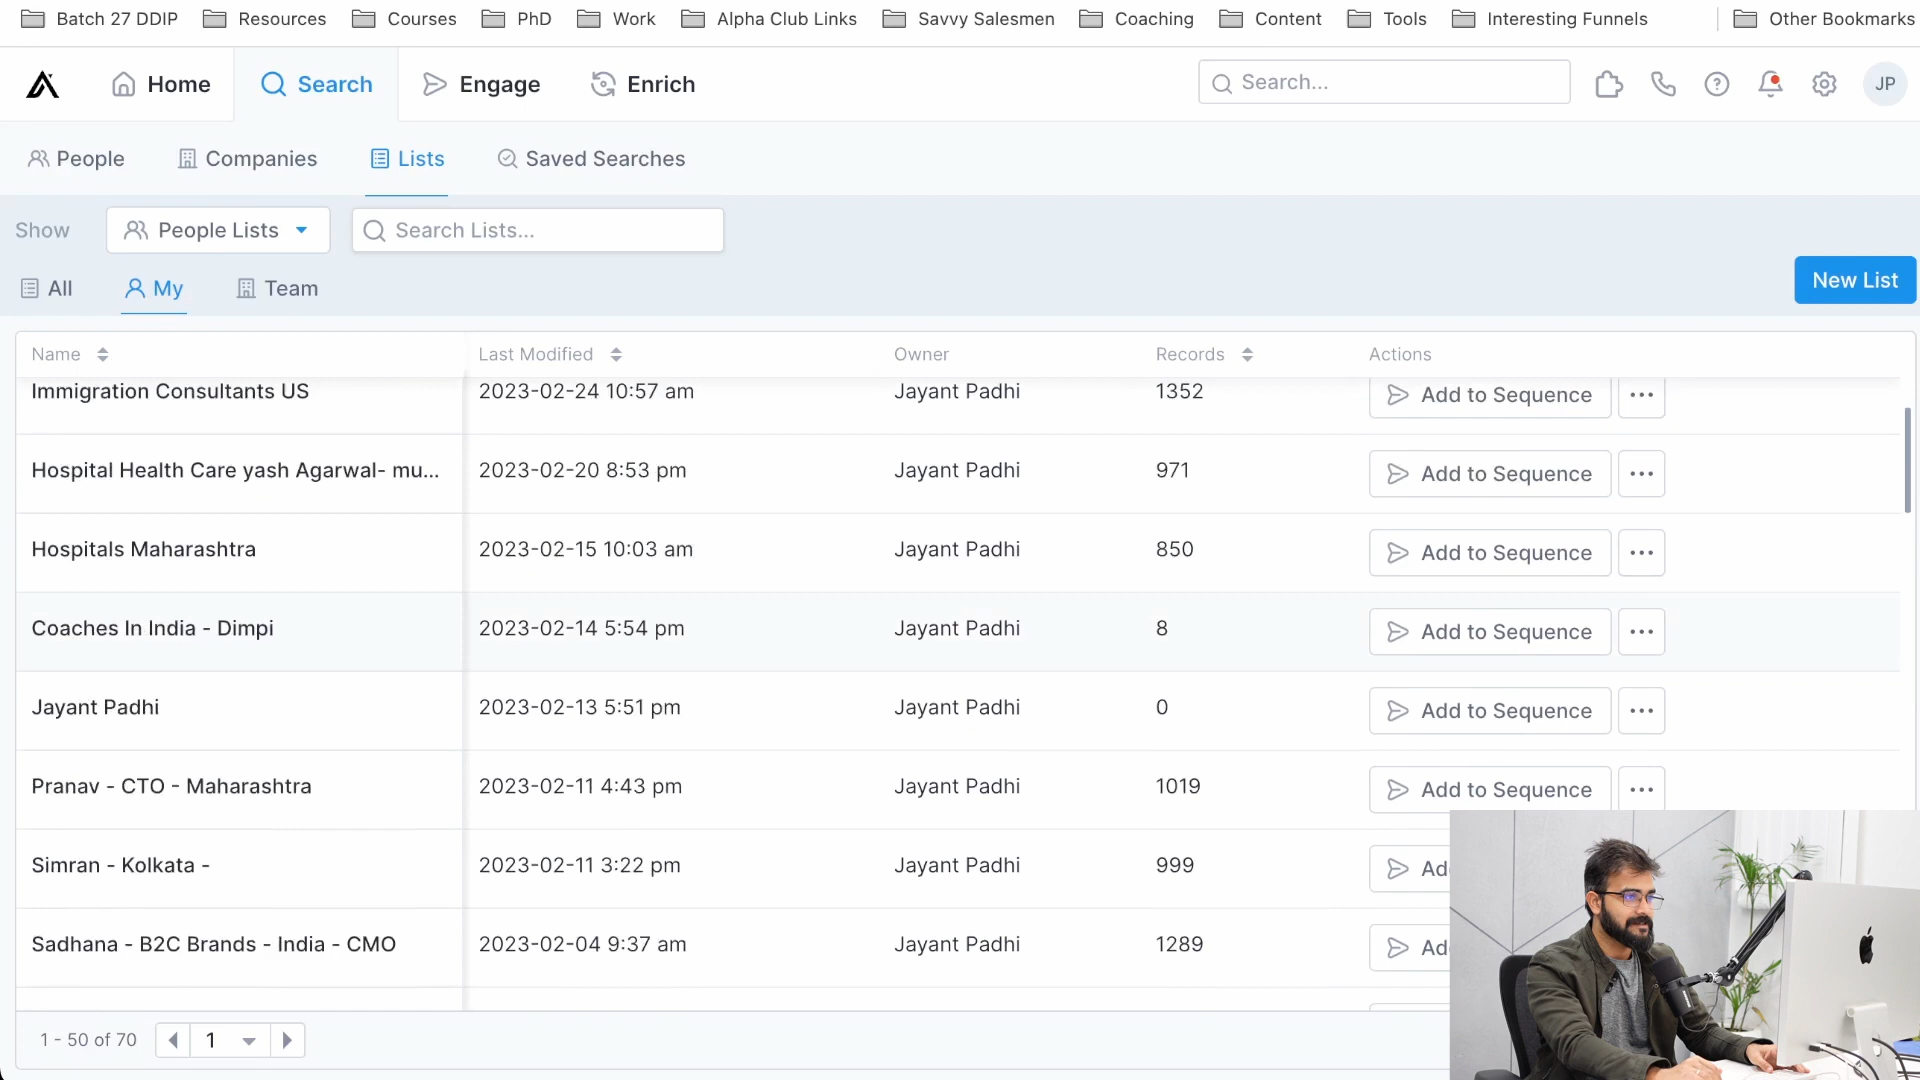 Batch 27 DDIP Resources Courses PhD Work Alpha Club Links Savvy Salesmen Coaching Content Tools Interesting Funnels Other Bookmarks
Home Search Engage Enrich Search... JP
People Companies Lists Saved Searches
Show People Lists Search Lists...
All My Team New List
Name Last Modified Owner Records Actions
Immigration Consultants US 2023-02-24 10:57 am Jayant Padhi 1352 Add to Sequence ...
Hospital Health Care yash Agarwal- mu... 2023-02-20 8:53 pm Jayant Padhi 971 Add to Sequence ...
Hospitals Maharashtra 2023-02-15 10:03 am Jayant Padhi 850 Add to Sequence ...
Coaches In India - Dimpi 2023-02-14 5:54 pm Jayant Padhi 8 Add to Sequence ...
Jayant Padhi 2023-02-13 5:51 pm Jayant Padhi 0 Add to Sequence ...
Pranav - CTO - Maharashtra 2023-02-11 4:43 pm Jayant Padhi 1019 Add to Sequence ...
Simran - Kolkata - 2023-02-11 3:22 pm Jayant Padhi 999 Ad
Sadhana - B2C Brands - India - CMO 2023-02-04 9:37 am Jayant Padhi 1289 Ad
1 - 50 of 70 1